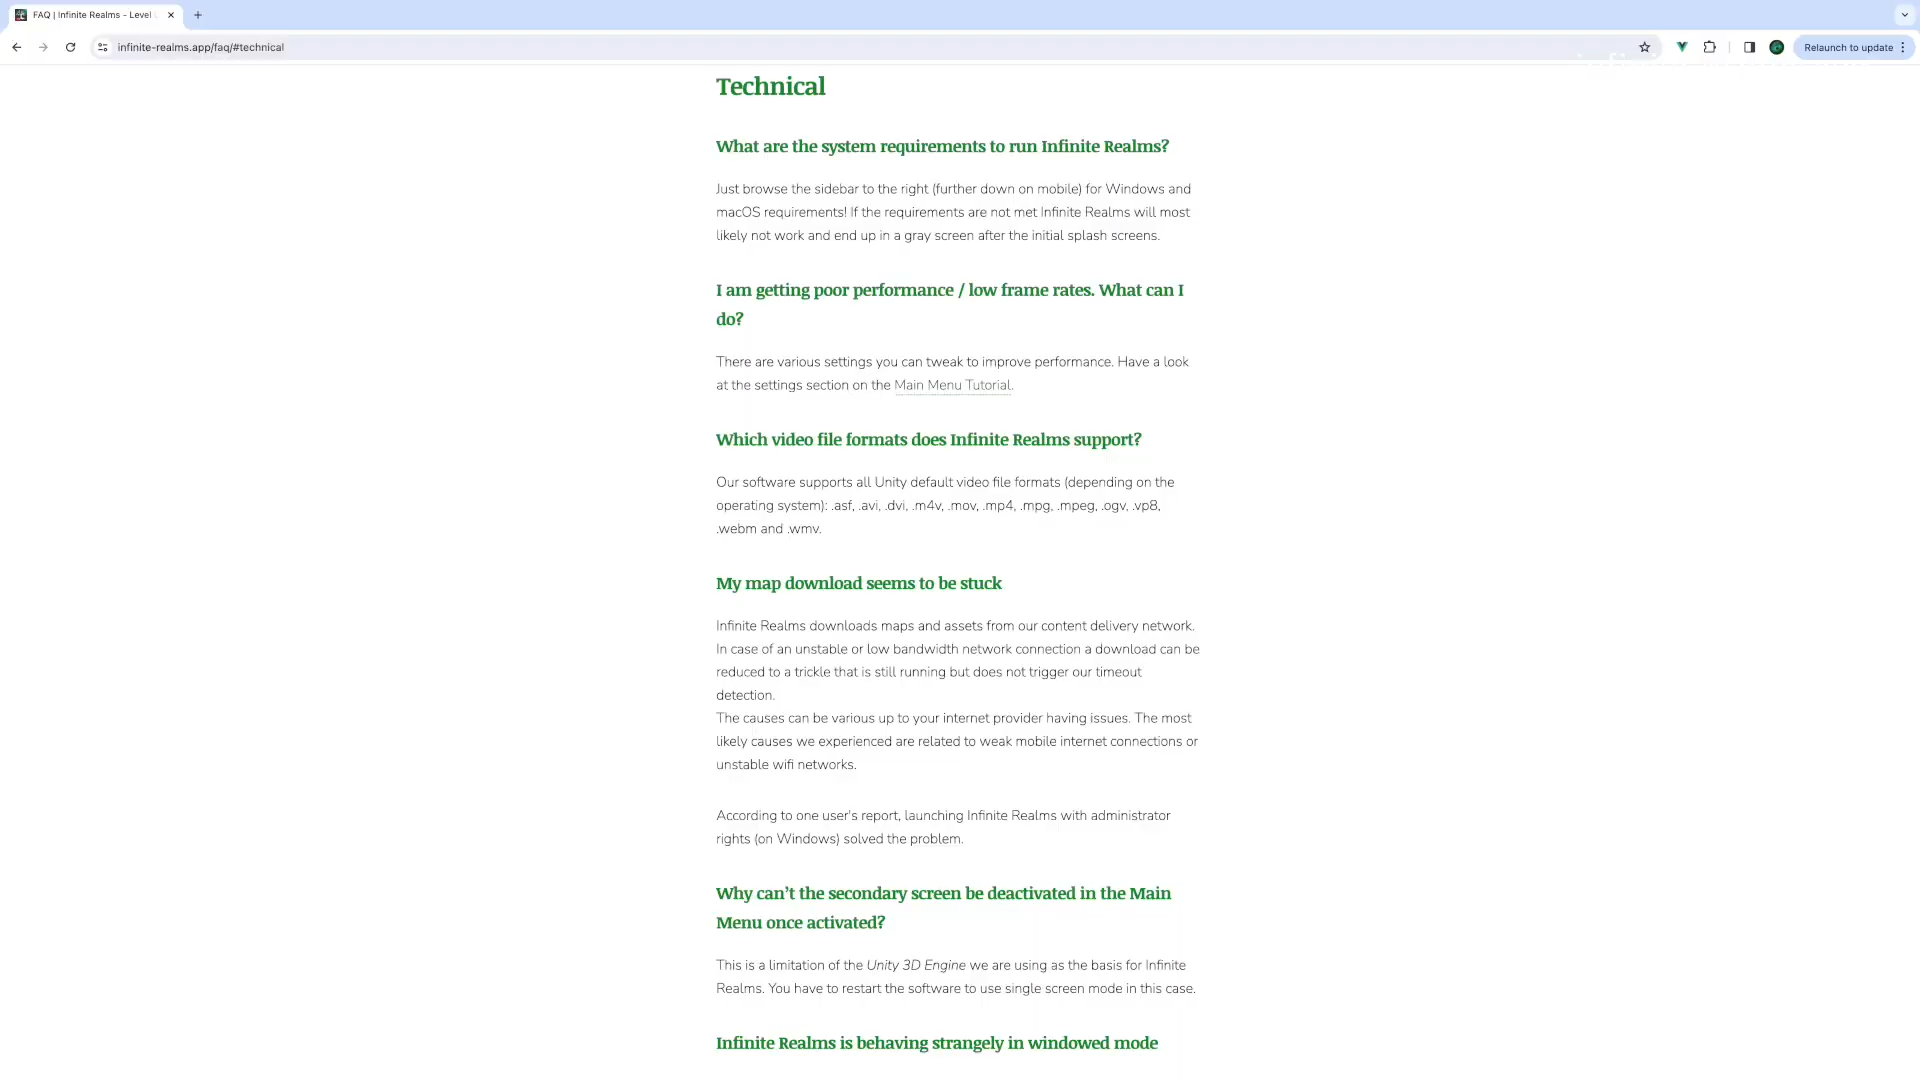 FAQ | Infinite Realms - Level
infinite-realms.app/faq/#technical
Relaunch to update
Technical
What are the system requirements to run Infinite Realms?
Just browse the sidebar to the right (further down on mobile) for Windows and
macOS requirements! If the requirements are not met Infinite Realms will most
likely not work and end up in a gray screen after the initial splash screens.
I am getting poor performance / low frame rates. What can I
do?
There are various settings you can tweak to improve performance. Have a look
at the settings section on the Main Menu Tutorial.
Which video file formats does Infinite Realms support?
Our software supports all Unity default video file formats (depending on the
operating system): .asf, .avi, .dvi, .m4v, .mov, .mp4, .mpg, .mpeg, .ogv, .vp8,
.webm and .wmv.
My map download seems to be stuck
Infinite Realms downloads maps and assets from our content delivery network.
In case of an unstable or low bandwidth network connection a download can be
reduced to a trickle that is still running but does not trigger our timeout
detection.
The causes can be various up to your internet provider having issues. The most
likely causes we experienced are related to weak mobile internet connections or
unstable wifi networks.
According to one user's report, launching Infinite Realms with administrator
rights (on Windows) solved the problem.
Why can’t the secondary screen be deactivated in the Main
Menu once activated?
This is a limitation of the Unity 3D Engine we are using as the basis for Infinite
Realms. You have to restart the software to use single screen mode in this case.
Infinite Realms is behaving strangely in windowed mode